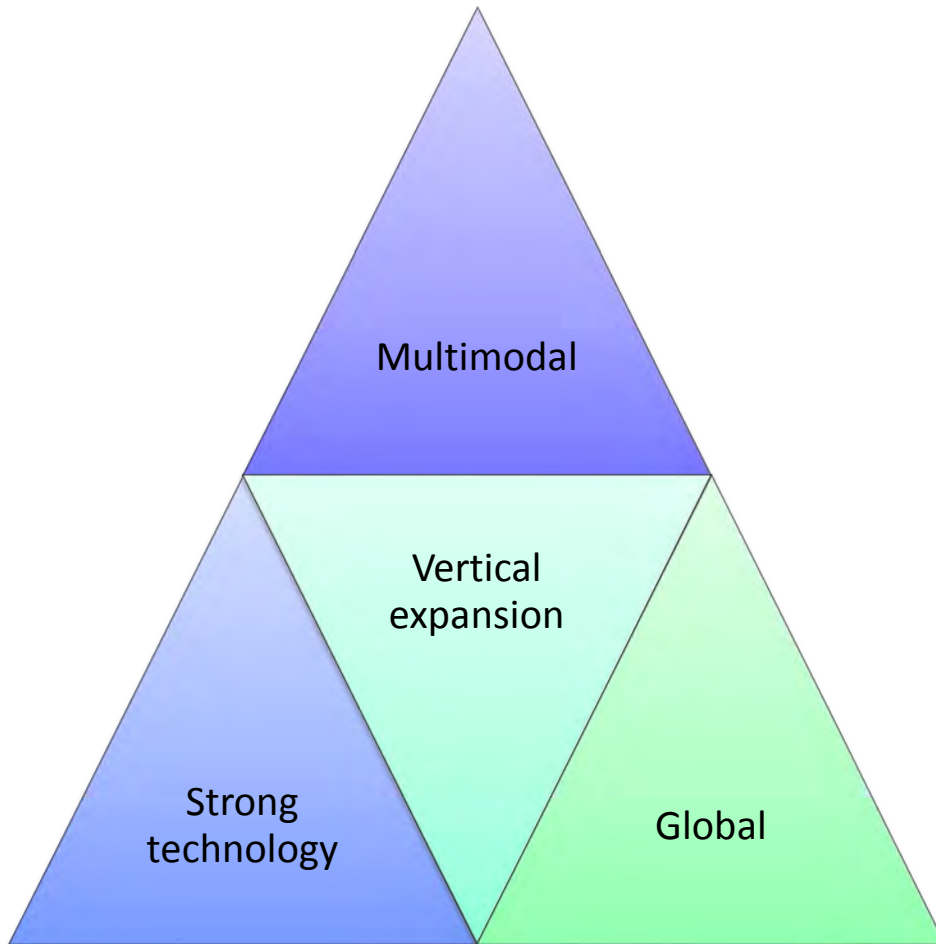 Multimodal
Vertical
expansion
Strong
technology
Global